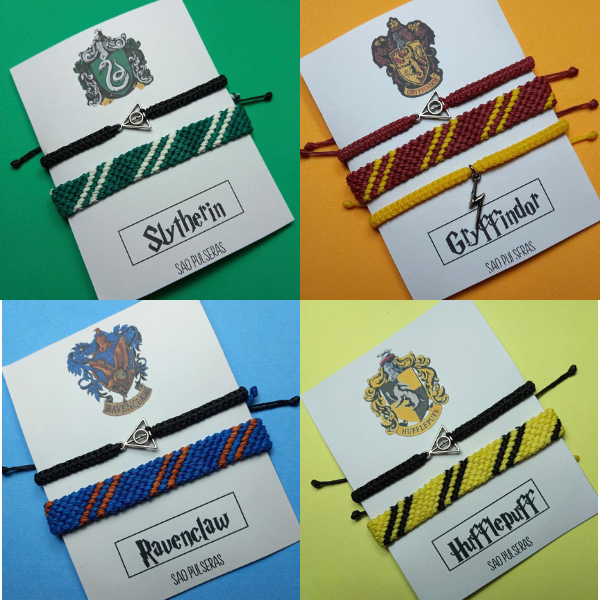 Slytherin
SAO PULSERAS
GRYFFINDOR
Gryffindor
SAO PULSERAS
RAVENCLAW
Ravenclaw
SAO PULSERAS
HUFFLEPUFF
Hufflepuff
SAO PULSERAS